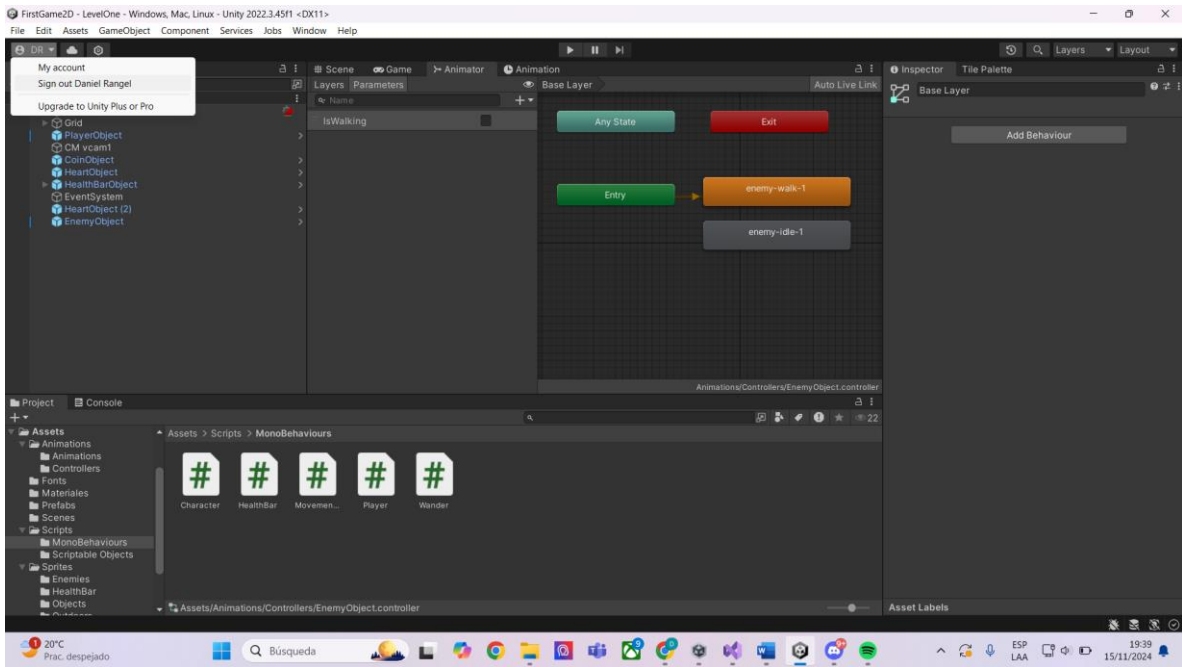 FirstGame2D - LevelOne - Windows, Mac, Linux - Unity 2022.3.45f1 <DX11>
File Edit Assets GameObject Component Services Jobs Window Help
DR Layers Layout
My account
Sign out Daniel Rangel
Upgrade to Unity Plus or Pro
Scene Game Animator Animation Inspector Tile Palette
Layers Parameters Base Layer Auto Live Link Base Layer
Name
IsWalking
Any State Exit
Add Behaviour
Grid
PlayerObject
CM vcam1
CoinObject
HeartObject
HealthBarObject
EventSystem
HeartObject (2)
EnemyObject
enemy-walk-1
Entry
enemy-idle-1
Animations/Controllers/EnemyObject.controller
Project Console
22
Assets
Animations
Animations
Controllers
Fonts
Materiales
Prefabs
Scenes
Scripts
MonoBehaviours
Scriptable Objects
Sprites
Enemies
HealthBar
Objects
Assets > Scripts > MonoBehaviours
# # # # #
Character HealthBar Movemen... Player Wander
Assets/Animations/Controllers/EnemyObject.controller
Asset Labels
20°C
Prac. despejado
Búsqueda
ESP
LAA
19:39
15/11/2024